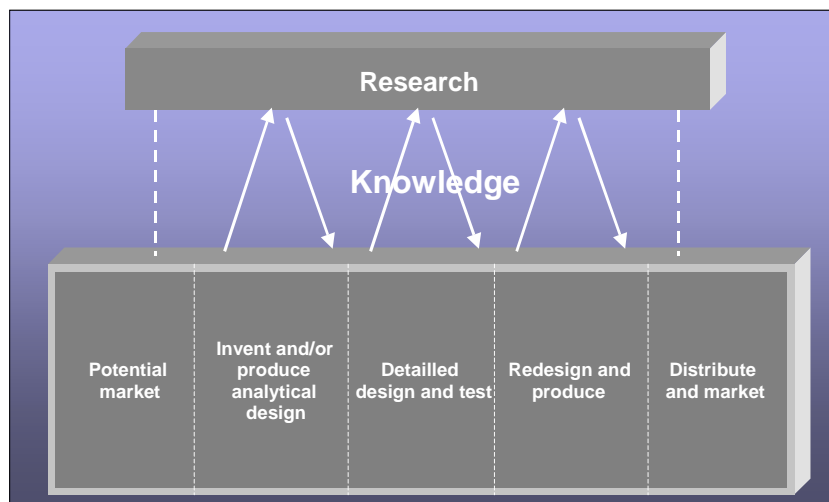 Research
Knowledge
Potential
market
Invent and/or
produce
analytical
design
Detailled
design and test
Redesign and
produce
Distribute
and market